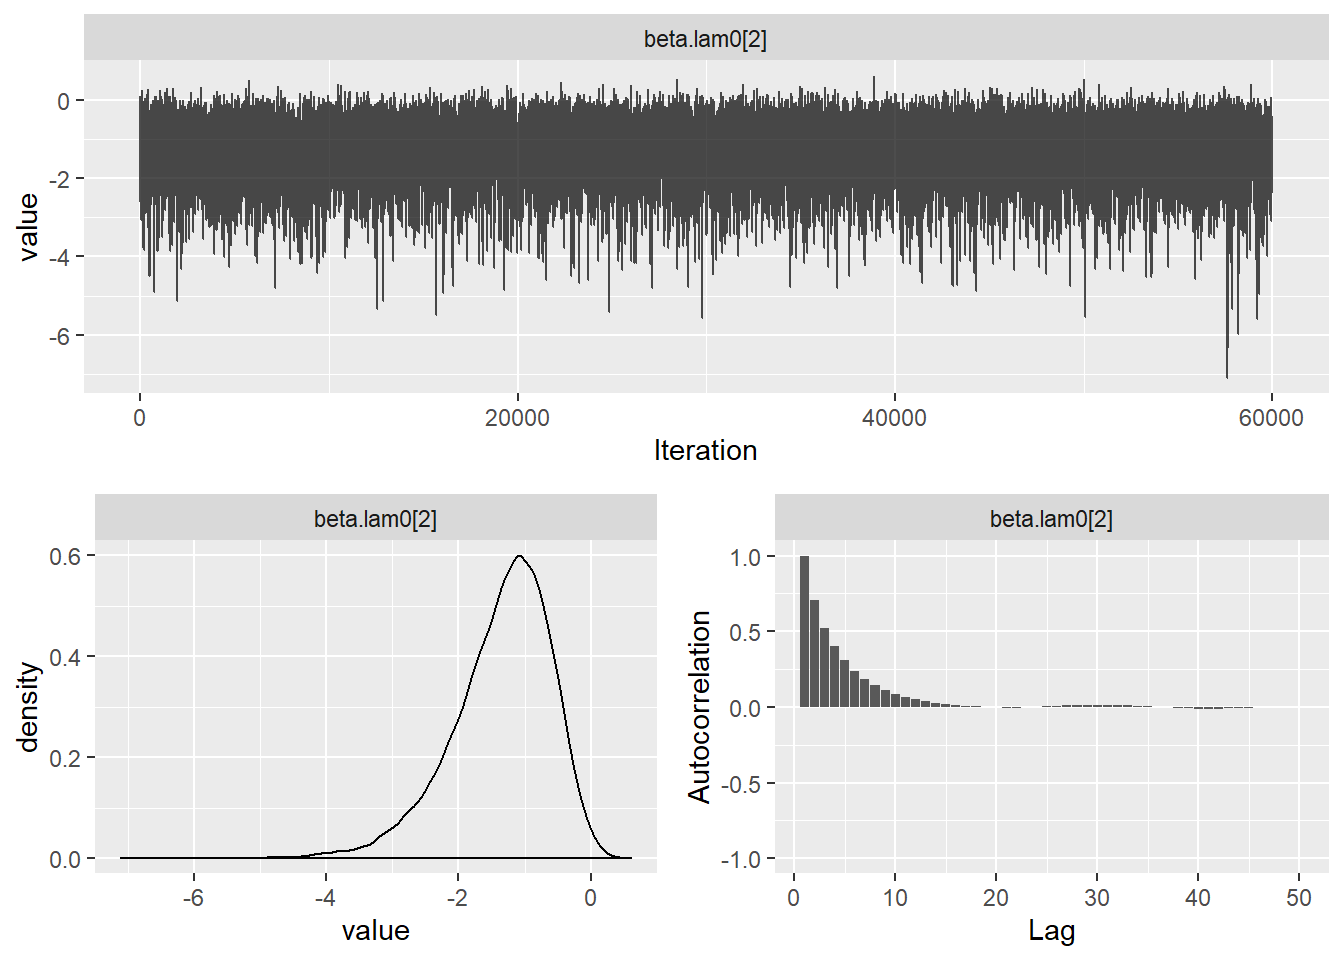 beta.lam0[2]
0
-2
-4
-6
value
0 20000 40000 60000
Iteration
beta.lam0[2]
0.6
0.4
0.2
0.0
density
-6 -4 -2 0
value
beta.lam0[2]
1.0
0.5
0.0
-0.5
-1.0
Autocorrelation
0 10 20 30 40 50
Lag